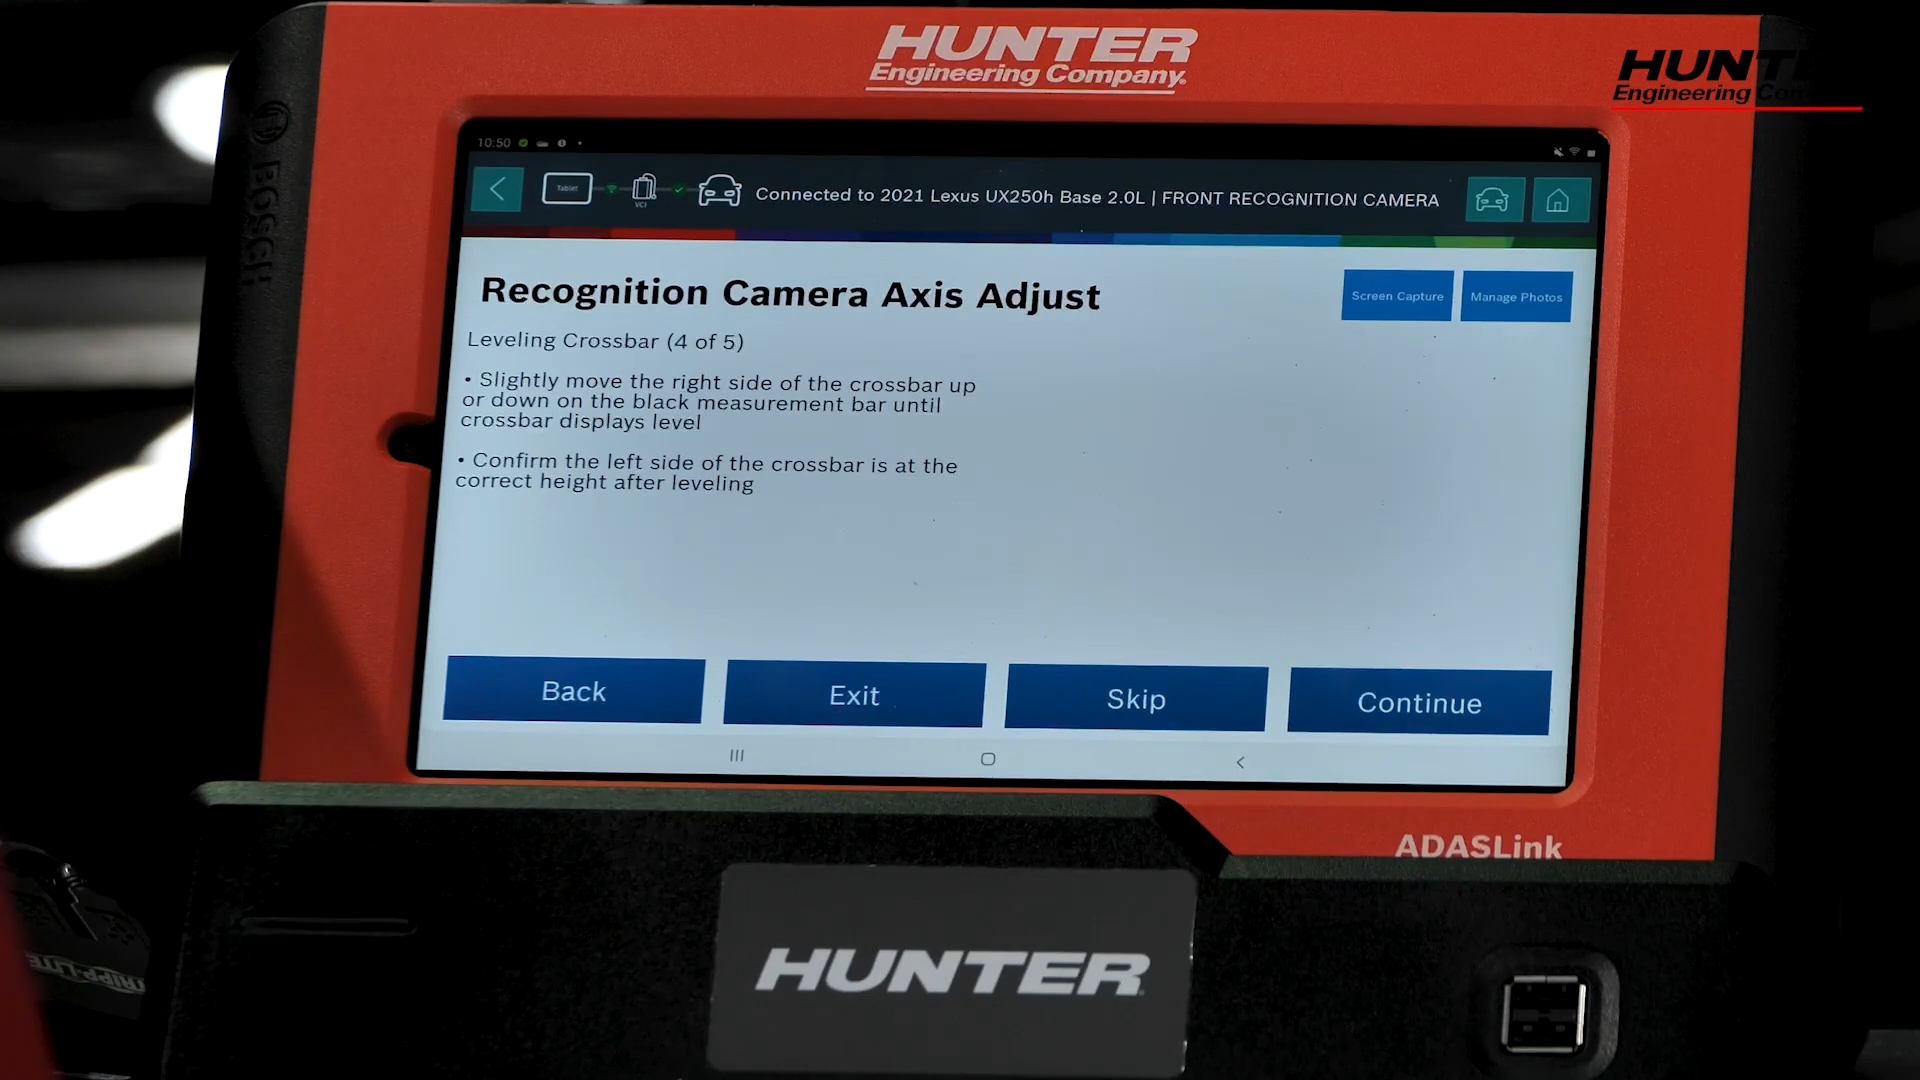 HUNTER
Engineering Company
HUNT
Engineering Com
BOSCH
10:50
Tablet
VCI
Connected to 2021 Lexus UX250h Base 2.0L | FRONT RECOGNITION CAMERA
Recognition Camera Axis Adjust
Screen Capture
Manage Photos
Leveling Crossbar (4 of 5)
• Slightly move the right side of the crossbar up
or down on the black measurement bar until
crossbar displays level
• Confirm the left side of the crossbar is at the
correct height after leveling
Back
Exit
Skip
Continue
ADASLink
HUNTER
TRIPP-LITE